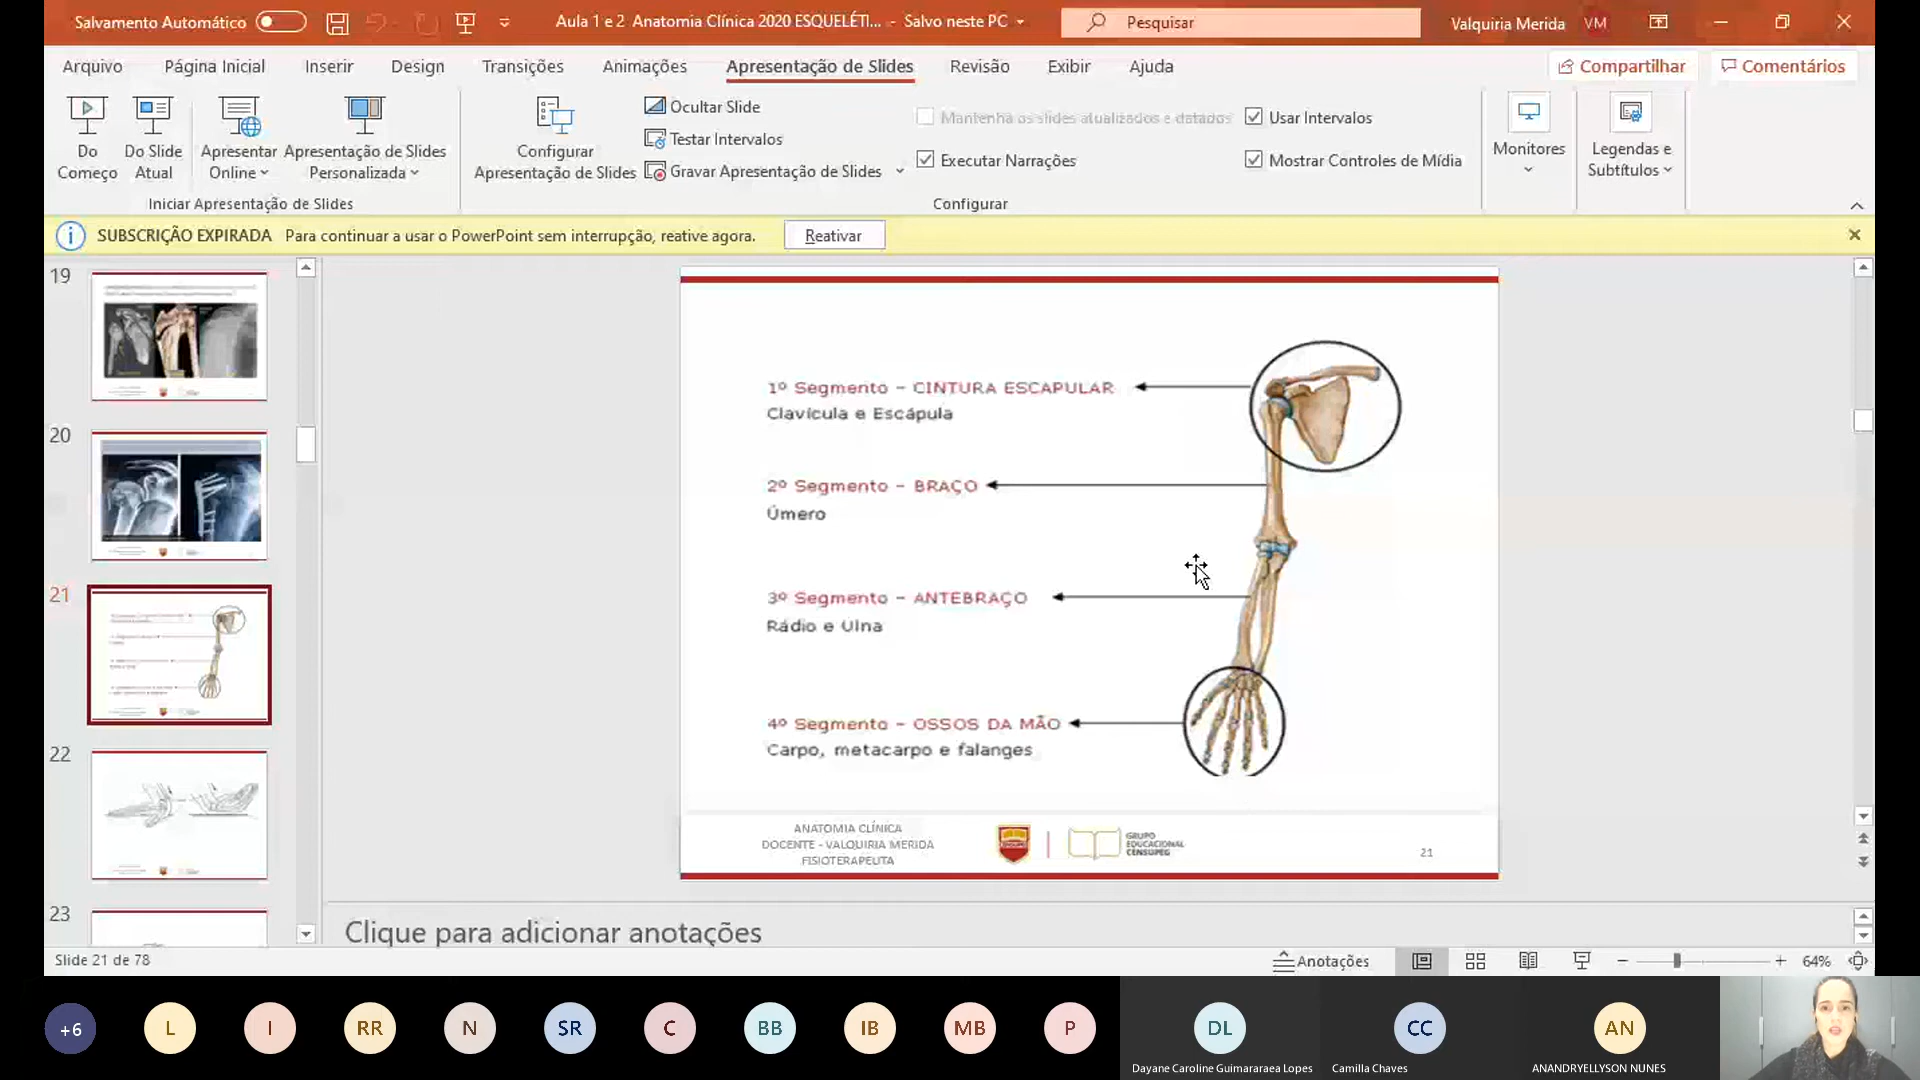 Salvamento Automático
Aula 1 e 2 Anatomia Clínica 2020 ESQUELÉTI... - Salvo neste PC
Pesquisar
Valquiria Merida
VM
Arquivo
Página Inicial
Inserir
Design
Transições
Animações
Apresentação de Slides
Revisão
Exibir
Ajuda
Compartilhar
Comentários
Do
Começo
Do Slide
Atual
Apresentar
Online
Apresentação de Slides
Personalizada
Iniciar Apresentação de Slides
Configurar
Apresentação de Slides
Ocultar Slide
Testar Intervalos
Gravar Apresentação de Slides
Mantenha os slides atualizados e datados
Executar Narrações
Usar Intervalos
Mostrar Controles de Mídia
Configurar
Monitores
Legendas e
Subtítulos
SUBSCRIÇÃO EXPIRADA Para continuar a usar o PowerPoint sem interrupção, reative agora.
Reativar
19
20
21
22
23
1º Segmento - CINTURA ESCAPULAR
Clavícula e Escápula
2º Segmento - BRAÇO
Úmero
3º Segmento - ANTEBRAÇO
Rádio e Ulna
4º Segmento - OSSOS DA MÃO
Carpo, metacarpo e falanges
ANATOMIA CLÍNICA
DOCENTE - VALQUIRIA MERIDA
FISIOTERAPEUTA
GRUPO
EDUCACIONAL
CENSUPEG
21
Clique para adicionar anotações
Slide 21 de 78
Anotações
64%
+6
L
I
RR
N
SR
C
BB
IB
MB
P
DL
CC
AN
Dayane Caroline Guimararaea Lopes
Camilla Chaves
ANANDRYELLYSON NUNES